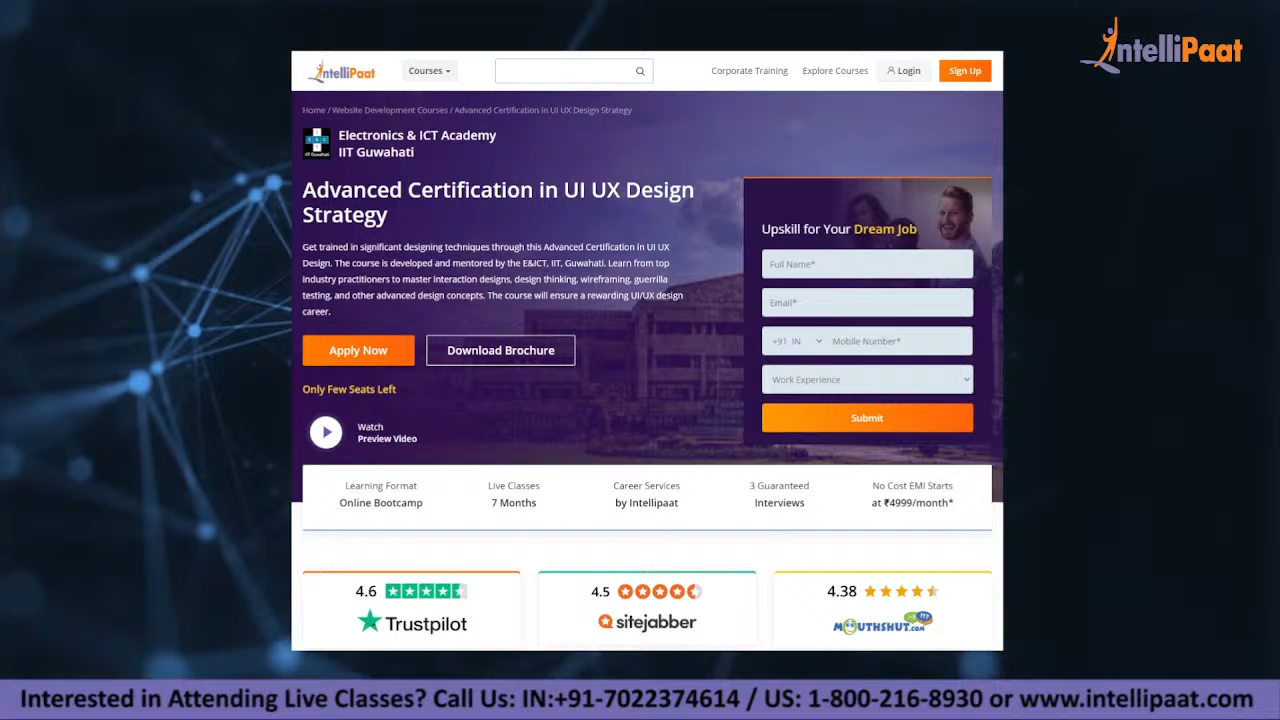 IntelliPaat
IntelliPaat
Courses
Corporate Training
Explore Courses
Login
Sign Up
Home / Website Development Courses / Advanced Certification in UI UX Design Strategy
Electronics & ICT Academy
IIT Guwahati
IIT Guwahati
Advanced Certification in UI UX Design
Strategy
Get trained in significant designing techniques through this Advanced Certification in UI UX
Design. The course is developed and mentored by the E&ICT, IIT, Guwahati. Learn from top
industry practitioners to master interaction designs, design thinking, wireframing, guerrilla
testing, and other advanced design concepts. The course will ensure a rewarding UI/UX design
career.
Apply Now
Download Brochure
Only Few Seats Left
Watch
Preview Video
Upskill for Your Dream Job
Full Name*
Email*
+91 IN
Mobile Number*
Work Experience
Submit
Learning Format
Online Bootcamp
Live Classes
7 Months
Career Services
by Intellipaat
3 Guaranteed
Interviews
No Cost EMI Starts
at ₹4999/month*
4.6
Trustpilot
4.5
sitejabber
4.38
MOUTHSHUT.COM
Interested in Attending Live Classes? Call Us: IN:+91-7022374614 / US: 1-800-216-8930 or www.intellipaat.com